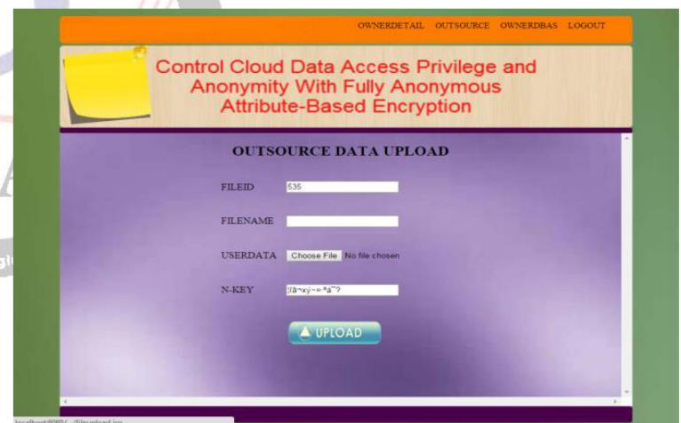 OWNERDETAIL OUTSOURCE OWNERDBAS LOGOUT
Control Cloud Data Access Privilege and
Anonymity With Fully Anonymous
Attribute-Based Encryption
OUTSOURCE DATA UPLOAD
FILEID 535
FILENAME
USERDATA Choose File No file chosen
N-KEY
UPLOAD